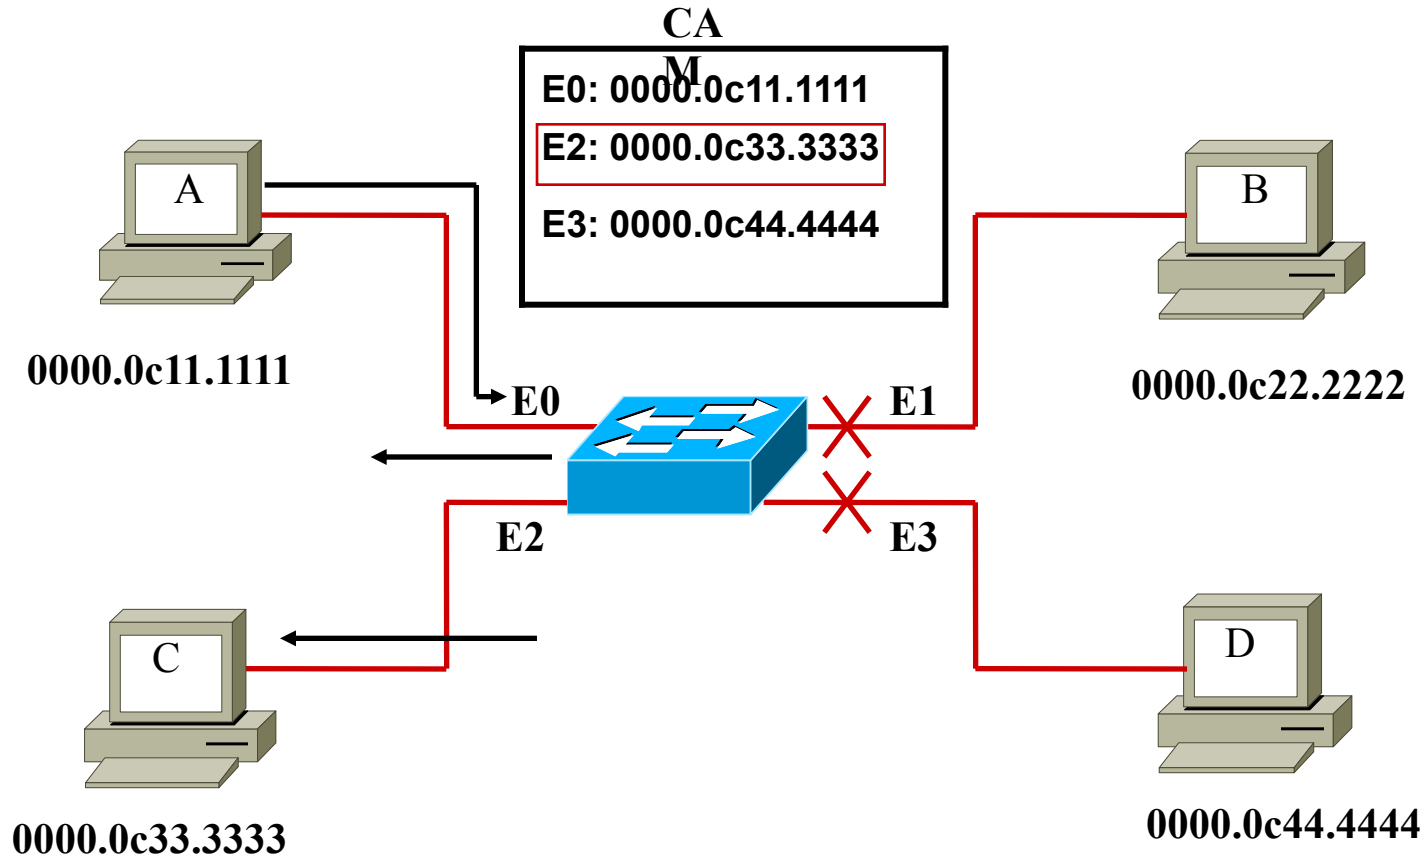 CA
M
E0: 0000.0c11.1111
E2: 0000.0c33.3333
E3: 0000.0c44.4444
A
B
0000.0c11.1111
0000.0c22.2222
E0
E1
E2
E3
C
D
0000.0c33.3333
0000.0c44.4444